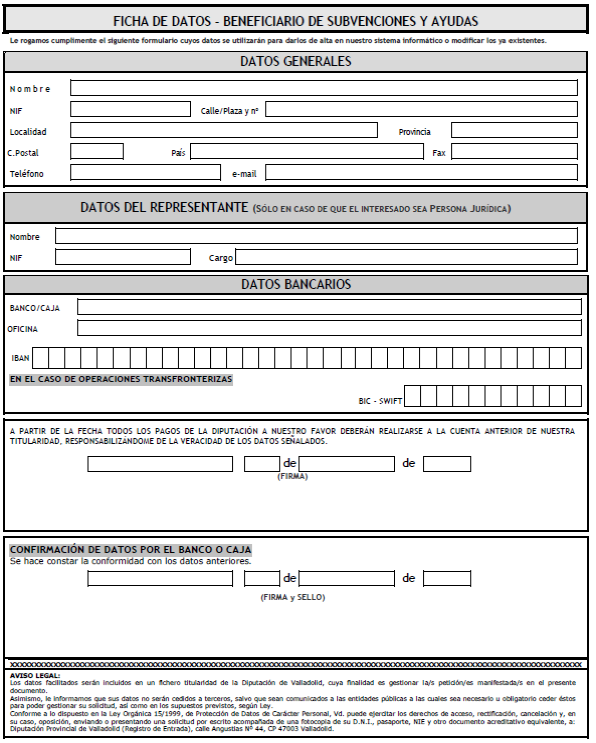 FICHA DE DATOS - BENEFICIARIO DE SUBVENCIONES Y AYUDAS
Le rogamos cumplimente el siguiente formulario cuyos datos se utilizarán para darlos de alta en nuestro sistema informático o modificar los ya existentes.
DATOS GENERALES
Nombre
NIF Calle/Plaza y nº
Localidad Provincia
C.Postal País Fax
Teléfono e-mail
DATOS DEL REPRESENTANTE (SÓLO EN CASO DE QUE EL INTERESADO SEA PERSONA JURÍDICA)
Nombre
NIF Cargo
DATOS BANCARIOS
BANCO/CAJA
OFICINA
IBAN
EN EL CASO DE OPERACIONES TRANSFRONTERIZAS
BIC - SWIFT
A PARTIR DE LA FECHA TODOS LOS PAGOS DE LA DIPUTACIÓN A NUESTRO FAVOR DEBERÁN REALIZARSE A LA CUENTA ANTERIOR DE NUESTRA
TITULARIDAD, RESPONSABILIZÁNDOME DE LA VERACIDAD DE LOS DATOS SEÑALADOS.
de de
(FIRMA)
CONFIRMACIÓN DE DATOS POR EL BANCO O CAJA
Se hace constar la conformidad con los datos anteriores.
de de
(FIRMA y SELLO)
AVISO LEGAL:
Los datos facilitados serán incluidos en un fichero titularidad de la Diputación de Valladolid, cuya finalidad es gestionar la/s petición/es manifestada/s en el presente
documento.
Asimismo, le informamos que sus datos no serán cedidos a terceros, salvo que sean comunicados a las entidades públicas a las cuales sea necesario u obligatorio ceder éstos
para poder gestionar su solicitud, así como en los supuestos previstos, según Ley.
Conforme a lo dispuesto en la Ley Orgánica 15/1999, de Protección de Datos de Carácter Personal, Vd. puede ejercitar los derechos de acceso, rectificación, cancelación y, en
su caso, oposición, enviando o presentando una solicitud por escrito acompañada de una fotocopia de su D.N.I., pasaporte, NIE y otro documento acreditativo equivalente, a:
Diputación Provincial de Valladolid (Registro de Entrada), calle Angustias Nº 44, CP 47003 Valladolid.